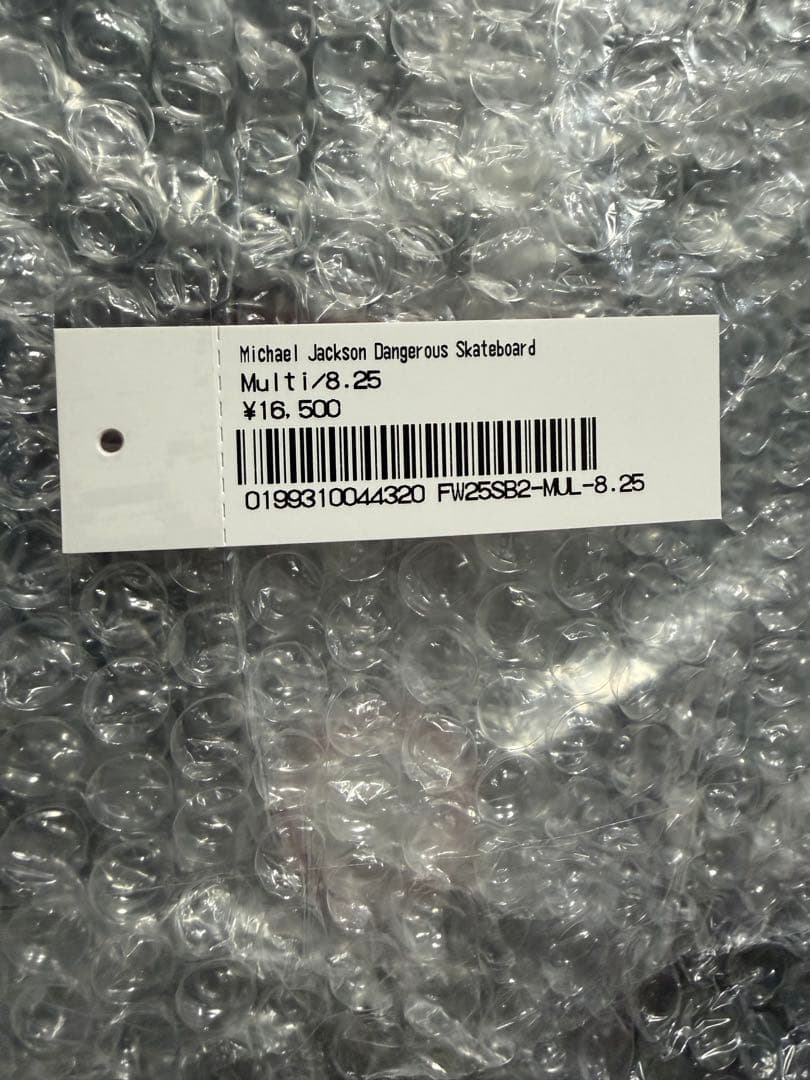 Michael Jackson Dangerous Skateboard
Multi/8.25
¥16,500
0199310044320 FW25SB2-MUL-8.25